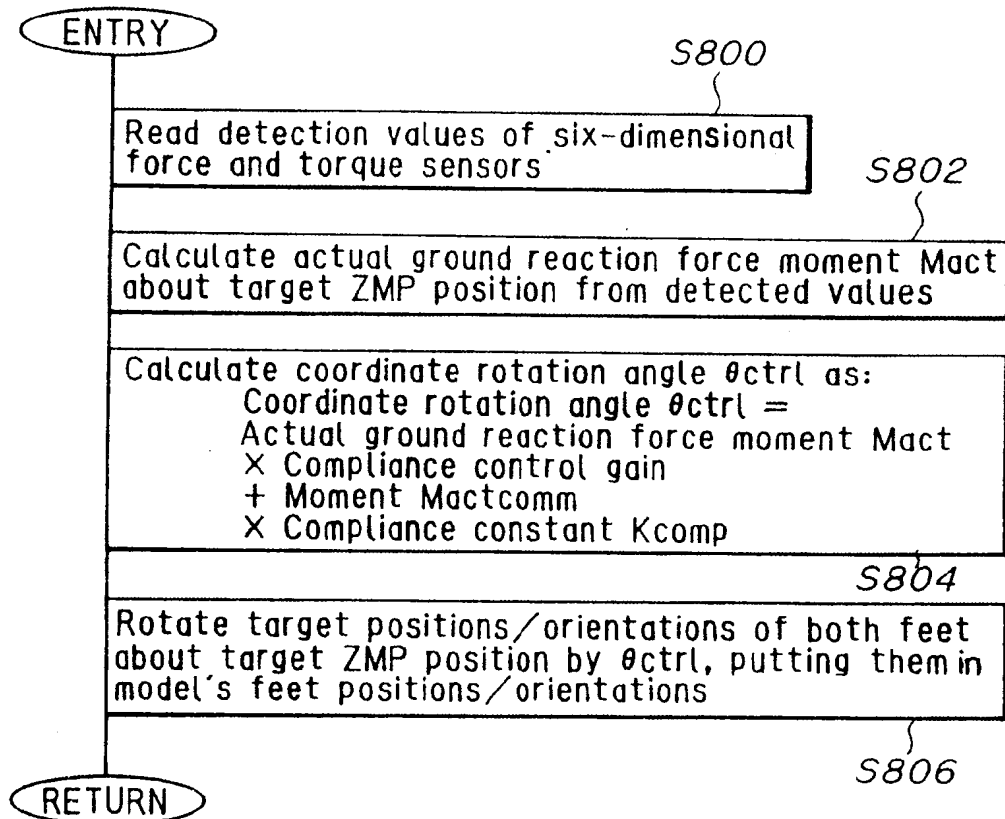 ENTRY
S800
Read detection values of six-dimensional
force and torque sensors
S802
Calculate actual ground reaction force moment Mact
about target ZMP position from detected values
Calculate coordinate rotation angle θctrl as:
Coordinate rotation angle θctrl =
Actual ground reaction force moment Mact
× Compliance control gain
+ Moment Mactcomm
× Compliance constant Kcomp
S804
Rotate target positions/orientations of both feet
about target ZMP position by θctrl, putting them in
model's feet positions/orientations
S806
RETURN